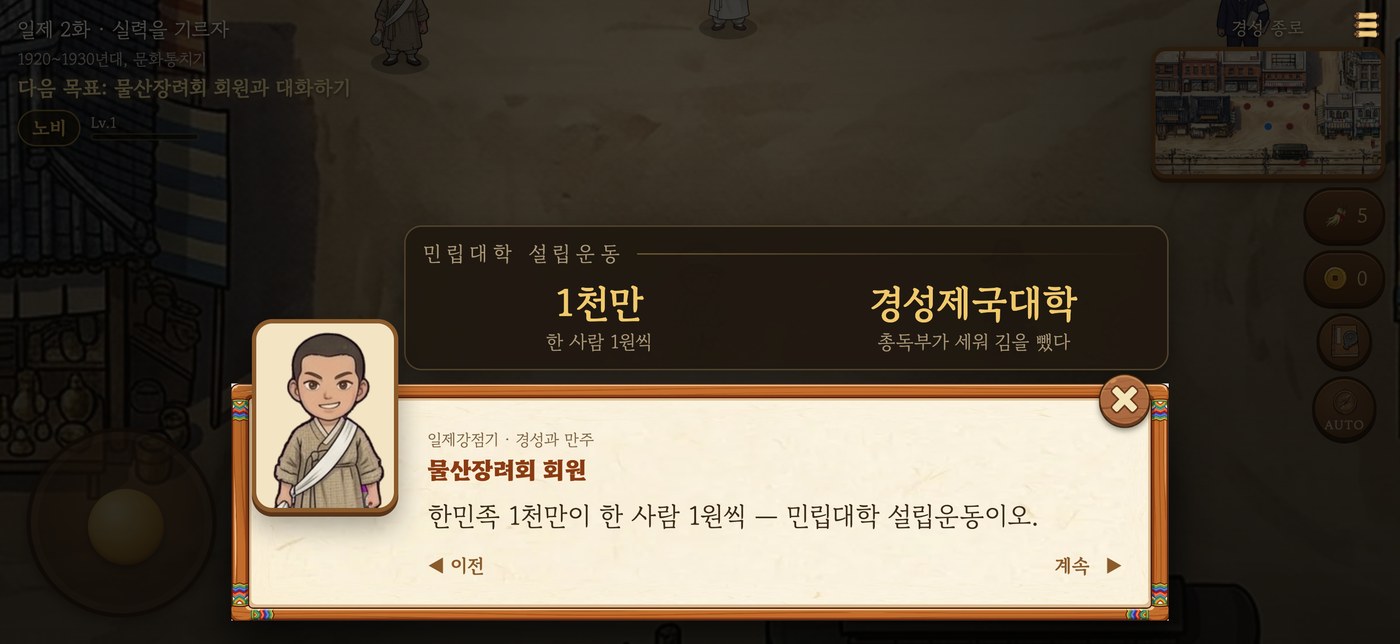 일제 2화 · 실력을 기르자
1920~1930년대, 문화통치기
다음 목표: 물산장려회 회원과 대화하기
노비
Lv.1
경성 종로
5
0
AUTO
민립대학 설립운동
1천만
한 사람 1원씩
경성제국대학
총독부가 세워 김을 뺐다
일제강점기 · 경성과 만주
물산장려회 회원
한민족 1천만이 한 사람 1원씩 — 민립대학 설립운동이오.
◀ 이전
계속 ▶